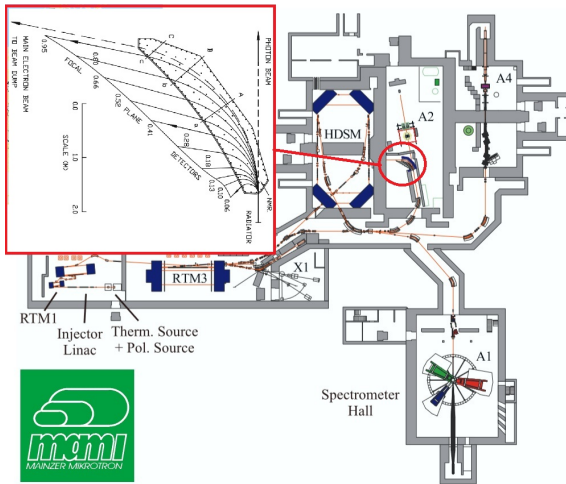 PHOTON BEAM
MAIN ELECTRON BEAM
TO BEAM DUMP
C
B
A
c
b
a
0.95
0.80
0.66
0.52
0.41
0.28
0.18
0.13
0.10
0.06
FOCAL PLANE DETECTORS
SCALE (M)
0.0
1.0
2.0
NMR
RADIATOR
HDSM
A2
A4
RTM3
X1
RTM1
Injector
Linac
Therm. Source
+ Pol. Source
A1
Spectrometer
Hall
mami
MAINZER MIKROTRON